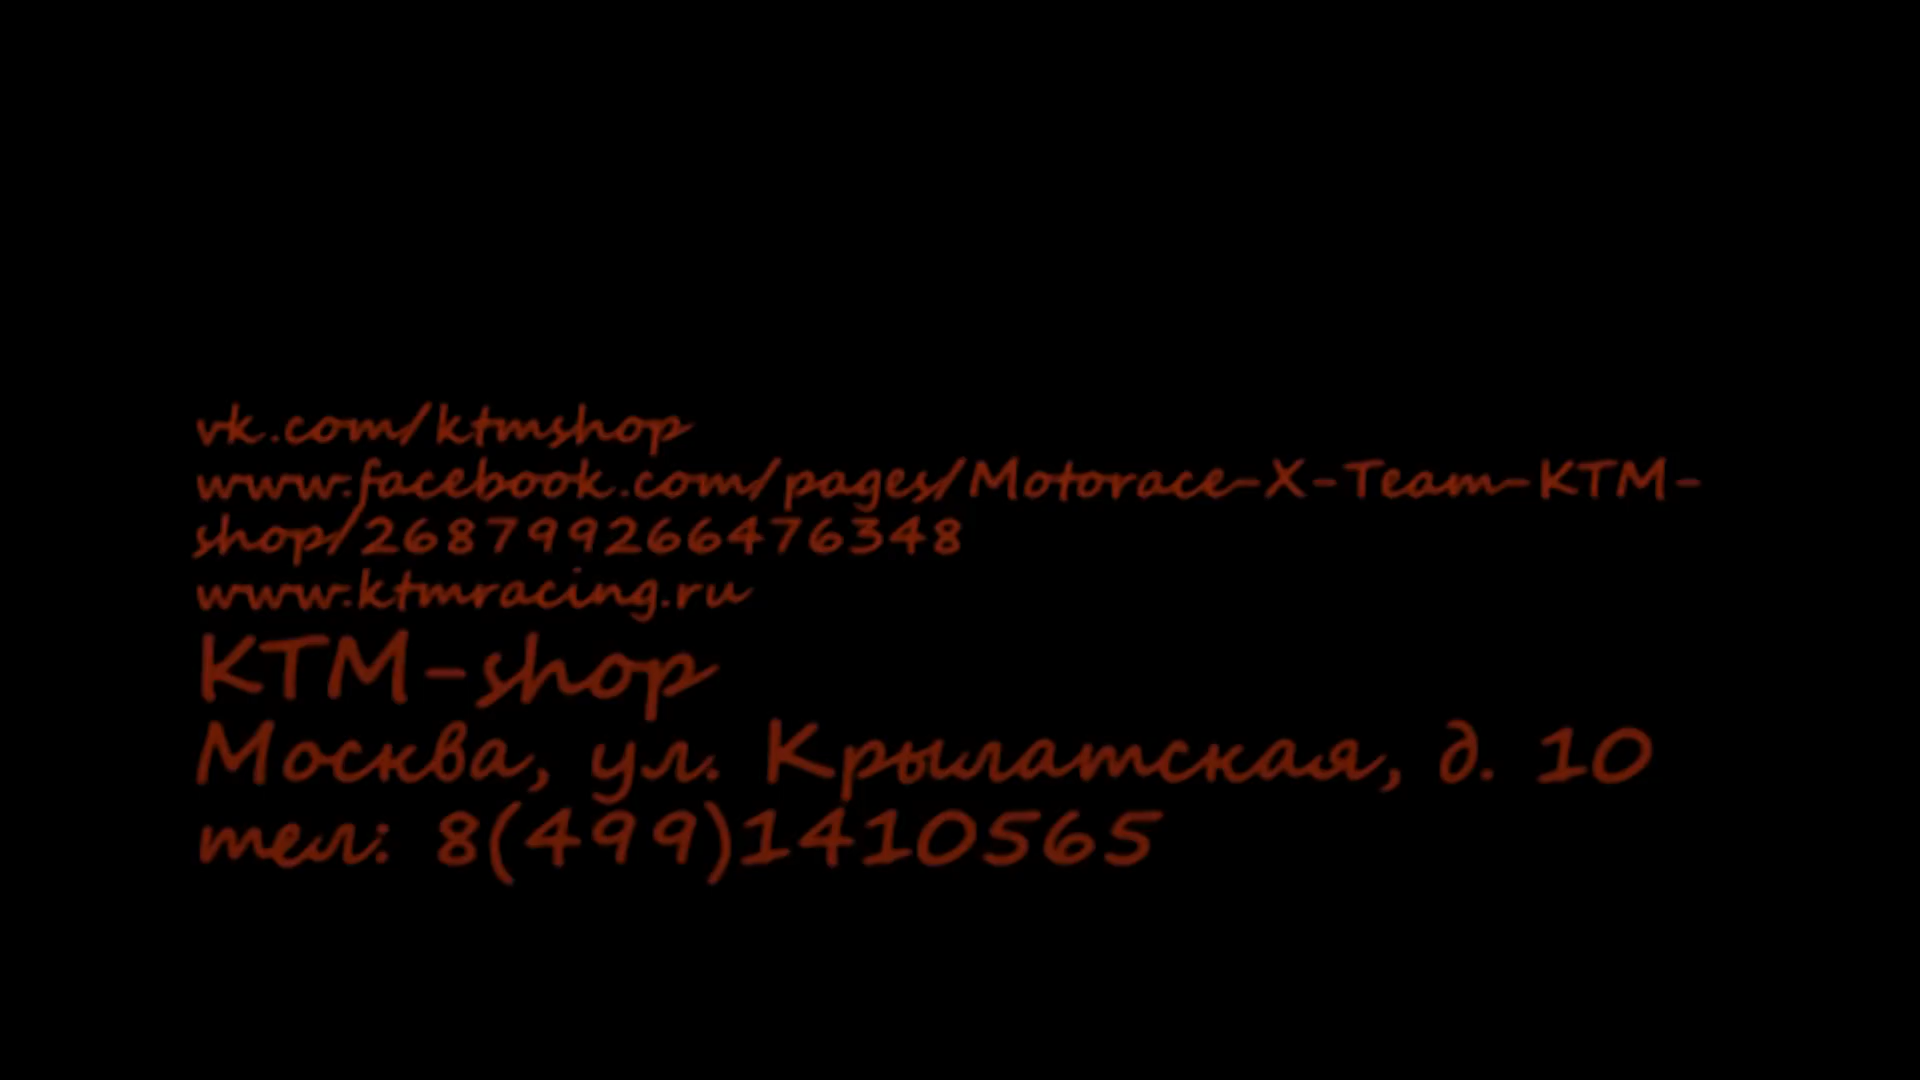 vk.com/ktmshop
www.facebook.com/pages/Motorace-X-Team-KTM-
shop/268799266476348
www.ktmracing.ru
KTM-shop
Москва, ул. Крылатская, д. 10
тел: 8(499)1410565